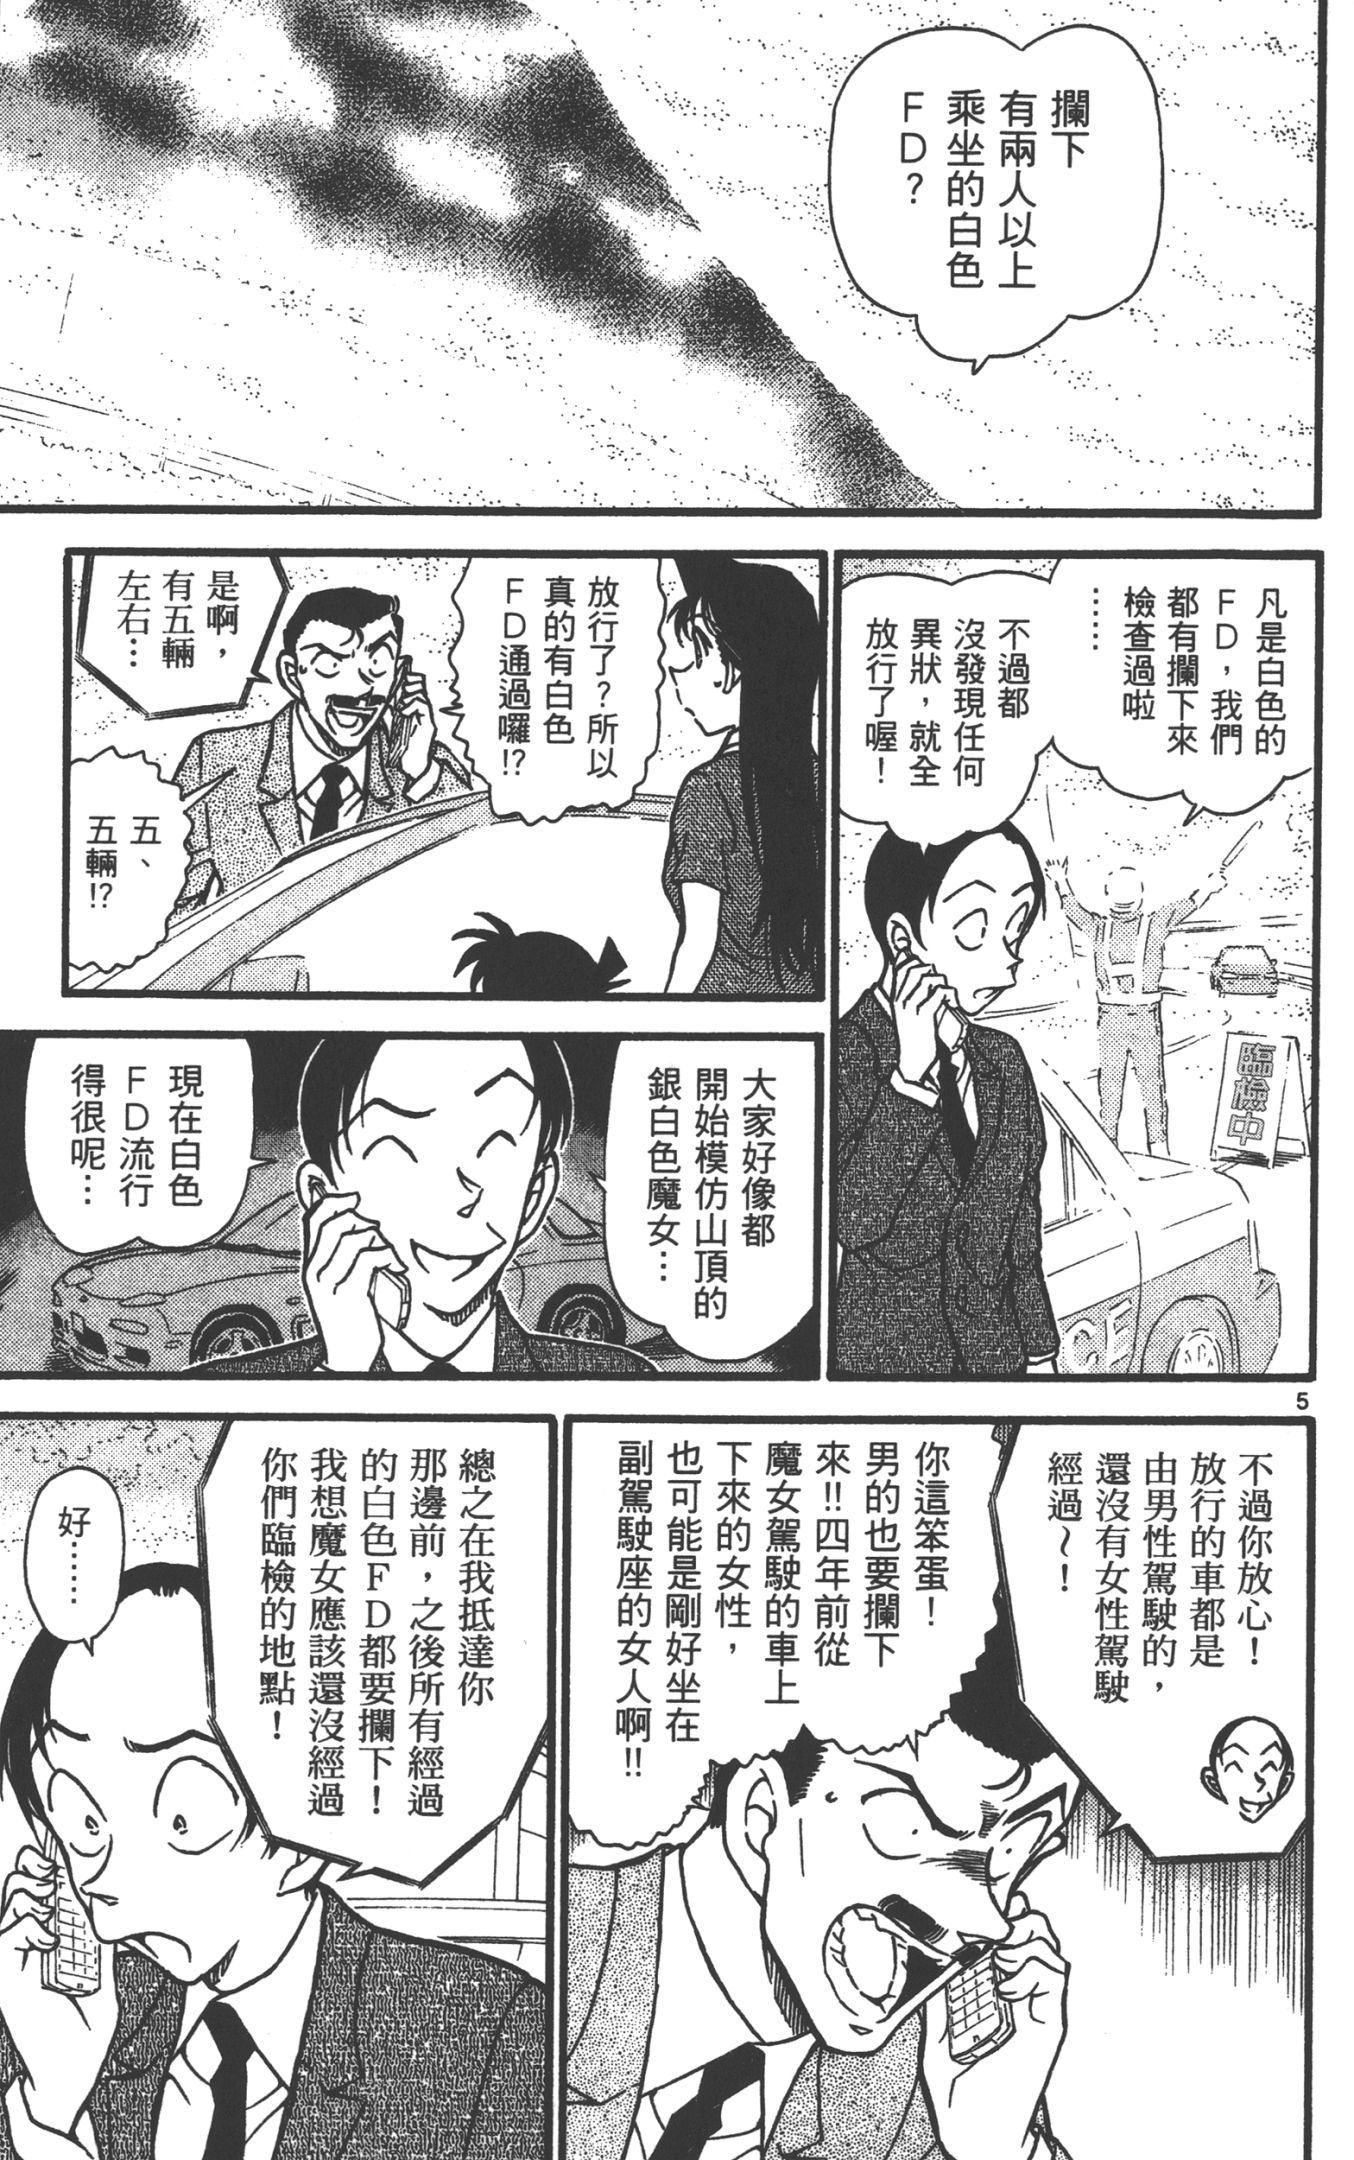 攔下
有兩人以上
乘坐的白色
ＦＤ？
凡是白色的
ＦＤ，我們
都有攔下來
檢查過啦
……
不過都
沒發現任何
異狀，就全
放行了喔！
臨檢中
CE
放行了？所以
真的有白色
ＦＤ通過囉!?
是啊，
有五輛
左右…
五、
五輛!?
大家好像都
開始模仿山頂的
銀白色魔女…
現在白色
ＦＤ流行
得很呢…
5
不過你放心！
放行的車都是
由男性駕駛的，
還沒有女性駕駛
經過～！
你這笨蛋！
男的也要攔下
來!!四年前從
魔女駕駛的車上
下來的女性，
也可能是剛好坐在
副駕駛座的女人啊!!
總之在我抵達你
那邊前，之後所有經過
的白色ＦＤ都要攔下！
我想魔女應該還沒經過
你們臨檢的地點！
好……